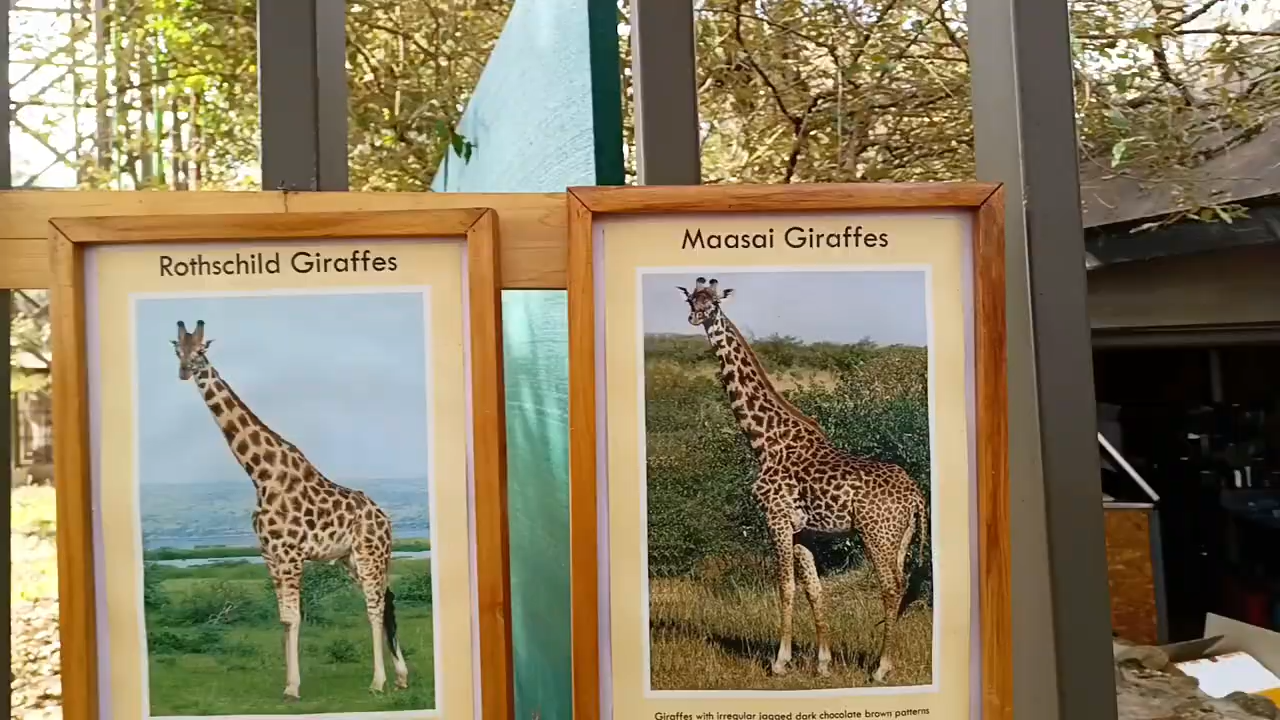 Rothschild Giraffes
Maasai Giraffes
Giraffes with irregular jagged dark chocolate brown patterns